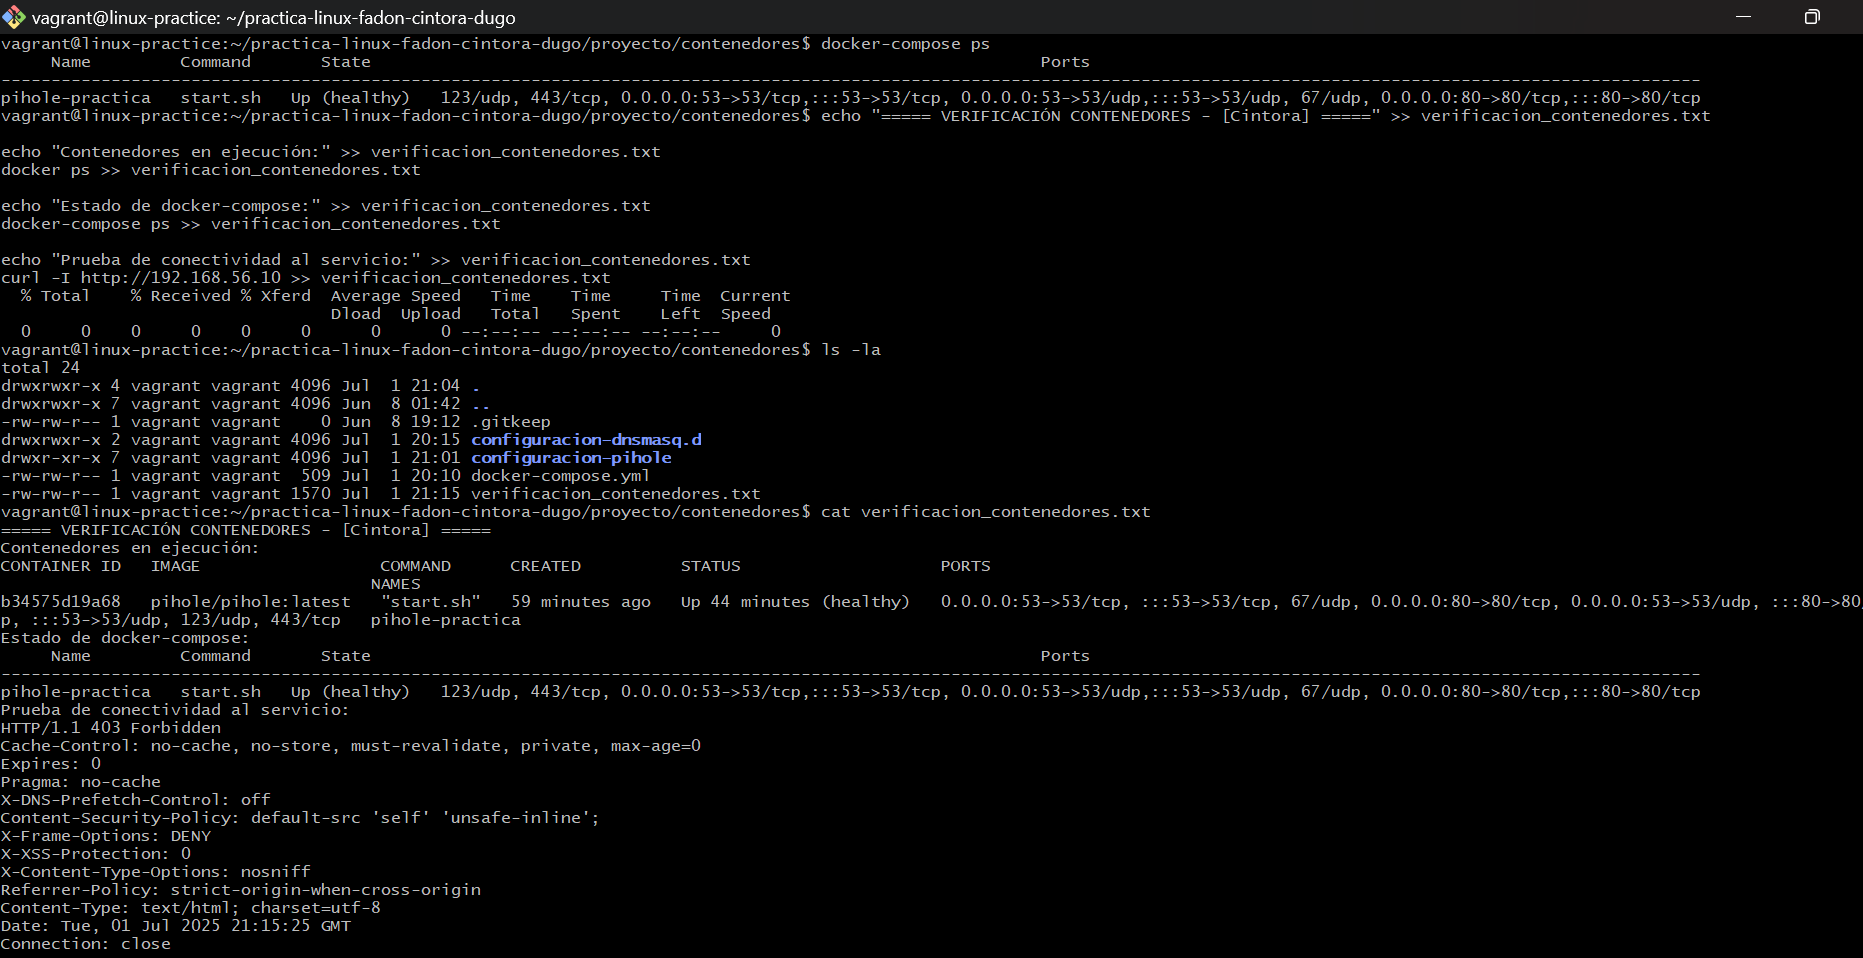 vagrant@linux-practice: ~/practica-linux-fadon-cintora-dugo
vagrant@linux-practice:~/practica-linux-fadon-cintora-dugo/proyecto/contenedores$ docker-compose ps
     Name         Command       State                                                                   Ports
--------------------------------------------------------------------------------------------------------------------------------------------------------------------------
pihole-practica   start.sh   Up (healthy)   123/udp, 443/tcp, 0.0.0.0:53->53/tcp,:::53->53/tcp, 0.0.0.0:53->53/udp,:::53->53/udp, 67/udp, 0.0.0.0:80->80/tcp,:::80->80/tcp
vagrant@linux-practice:~/practica-linux-fadon-cintora-dugo/proyecto/contenedores$ echo "===== VERIFICACIÓN CONTENEDORES - [Cintora] =====" >> verificacion_contenedores.txt
echo "Contenedores en ejecución:" >> verificacion_contenedores.txt
docker ps >> verificacion_contenedores.txt
echo "Estado de docker-compose:" >> verificacion_contenedores.txt
docker-compose ps >> verificacion_contenedores.txt
echo "Prueba de conectividad al servicio:" >> verificacion_contenedores.txt
curl -I http://192.168.56.10 >> verificacion_contenedores.txt
  % Total    % Received % Xferd  Average Speed   Time    Time     Time  Current
                                 Dload  Upload   Total   Spent    Left  Speed
  0     0    0     0    0     0      0      0 --:--:-- --:--:-- --:--:--     0
vagrant@linux-practice:~/practica-linux-fadon-cintora-dugo/proyecto/contenedores$ ls -la
total 24
drwxrwxr-x 4 vagrant vagrant 4096 Jul  1 21:04 .
drwxrwxr-x 7 vagrant vagrant 4096 Jun  8 01:42 ..
-rw-rw-r-- 1 vagrant vagrant    0 Jun  8 19:12 .gitkeep
drwxrwxr-x 2 vagrant vagrant 4096 Jul  1 20:15 configuracion-dnsmasq.d
drwxr-xr-x 7 vagrant vagrant 4096 Jul  1 21:01 configuracion-pihole
-rw-rw-r-- 1 vagrant vagrant  509 Jul  1 20:10 docker-compose.yml
-rw-rw-r-- 1 vagrant vagrant 1570 Jul  1 21:15 verificacion_contenedores.txt
vagrant@linux-practice:~/practica-linux-fadon-cintora-dugo/proyecto/contenedores$ cat verificacion_contenedores.txt
===== VERIFICACIÓN CONTENEDORES - [Cintora] =====
Contenedores en ejecución:
CONTAINER ID   IMAGE                  COMMAND      CREATED          STATUS                    PORTS
                                     NAMES
b34575d19a68   pihole/pihole:latest   "start.sh"   59 minutes ago   Up 44 minutes (healthy)   0.0.0.0:53->53/tcp, :::53->53/tcp, 67/udp, 0.0.0.0:80->80/tcp, 0.0.0.0:53->53/udp, :::80->80/
p, :::53->53/udp, 123/udp, 443/tcp   pihole-practica
Estado de docker-compose:
     Name         Command       State                                                                   Ports
--------------------------------------------------------------------------------------------------------------------------------------------------------------------------
pihole-practica   start.sh   Up (healthy)   123/udp, 443/tcp, 0.0.0.0:53->53/tcp,:::53->53/tcp, 0.0.0.0:53->53/udp,:::53->53/udp, 67/udp, 0.0.0.0:80->80/tcp,:::80->80/tcp
Prueba de conectividad al servicio:
HTTP/1.1 403 Forbidden
Cache-Control: no-cache, no-store, must-revalidate, private, max-age=0
Expires: 0
Pragma: no-cache
X-DNS-Prefetch-Control: off
Content-Security-Policy: default-src 'self' 'unsafe-inline';
X-Frame-Options: DENY
X-XSS-Protection: 0
X-Content-Type-Options: nosniff
Referrer-Policy: strict-origin-when-cross-origin
Content-Type: text/html; charset=utf-8
Date: Tue, 01 Jul 2025 21:15:25 GMT
Connection: close